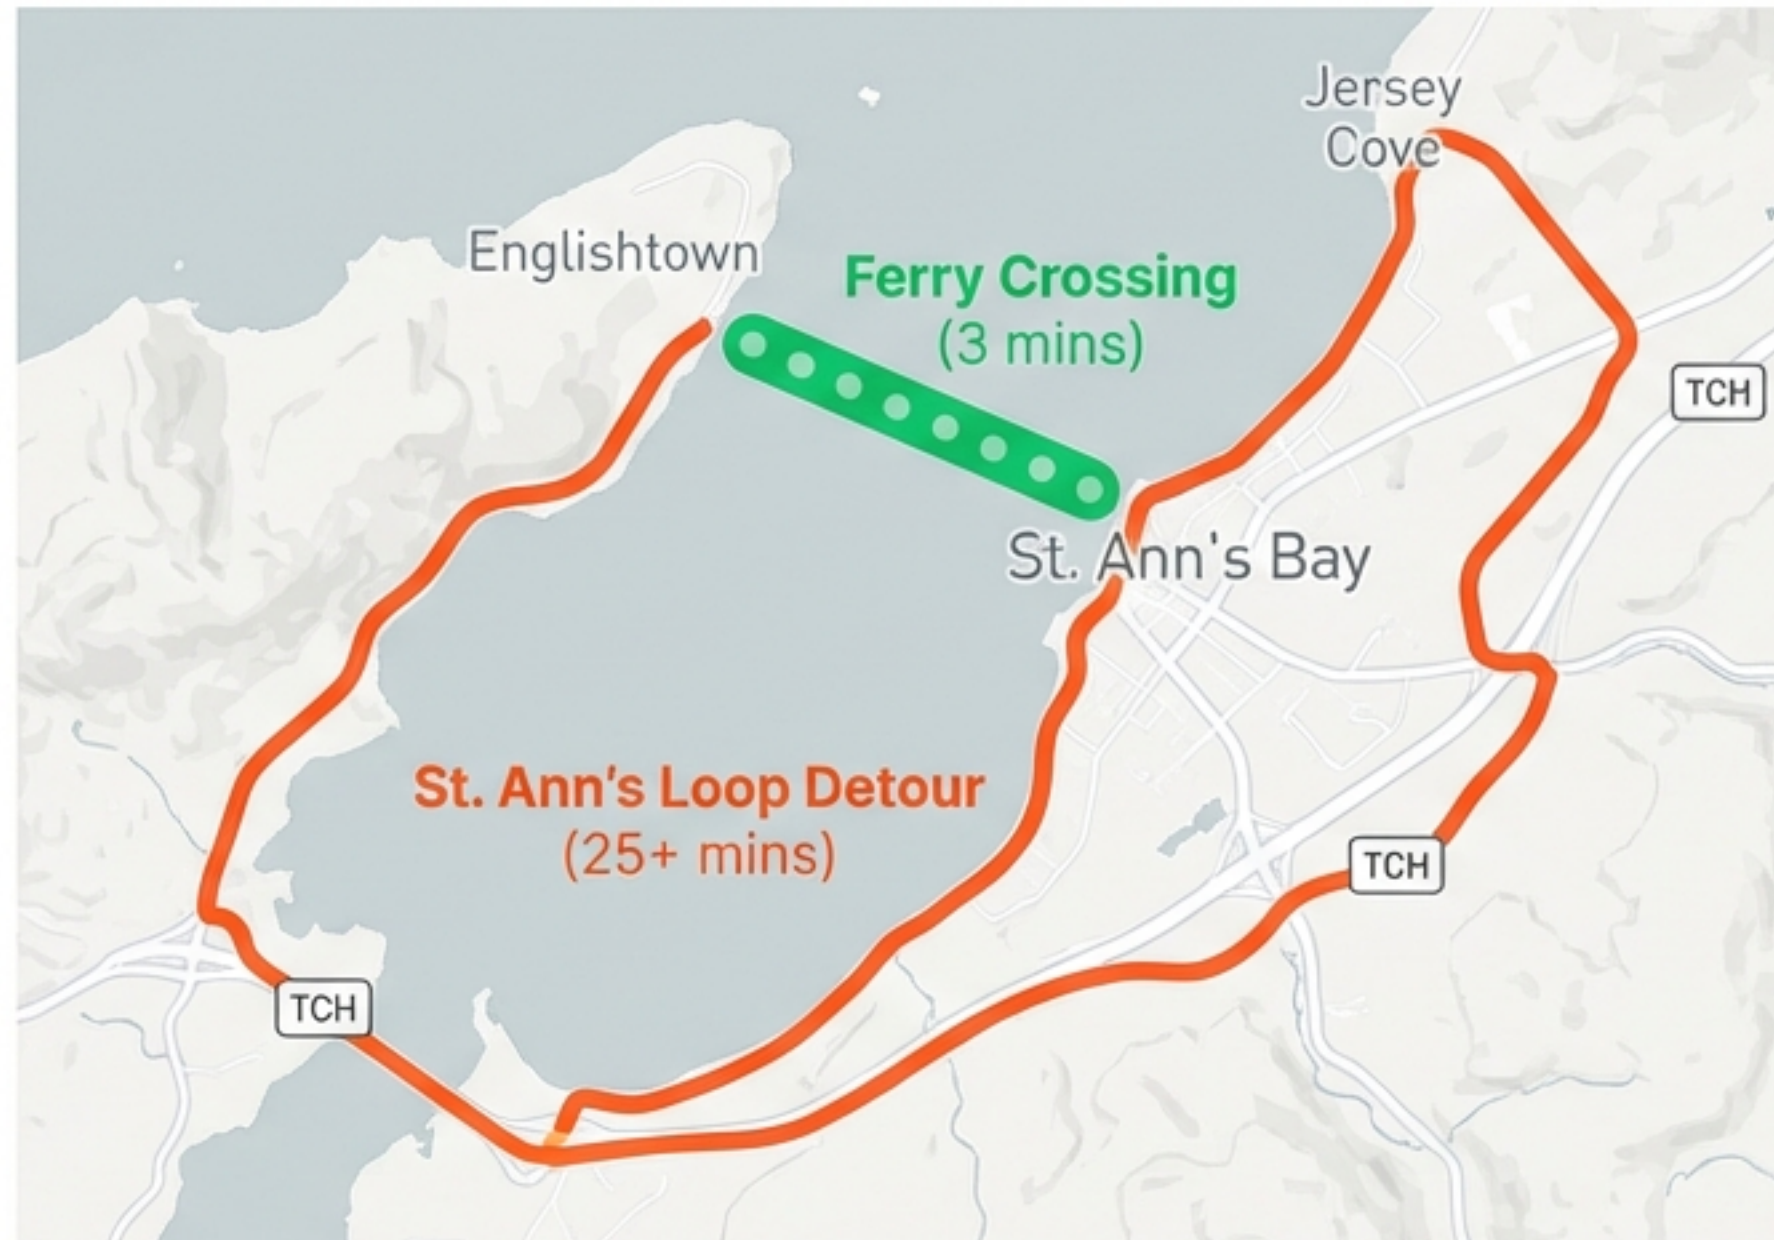 Jersey
Cove
Englishtown
Ferry Crossing
(3 mins)
TCH
St. Ann's Bay
St. Ann's Loop Detour
(25+ mins)
TCH
TCH